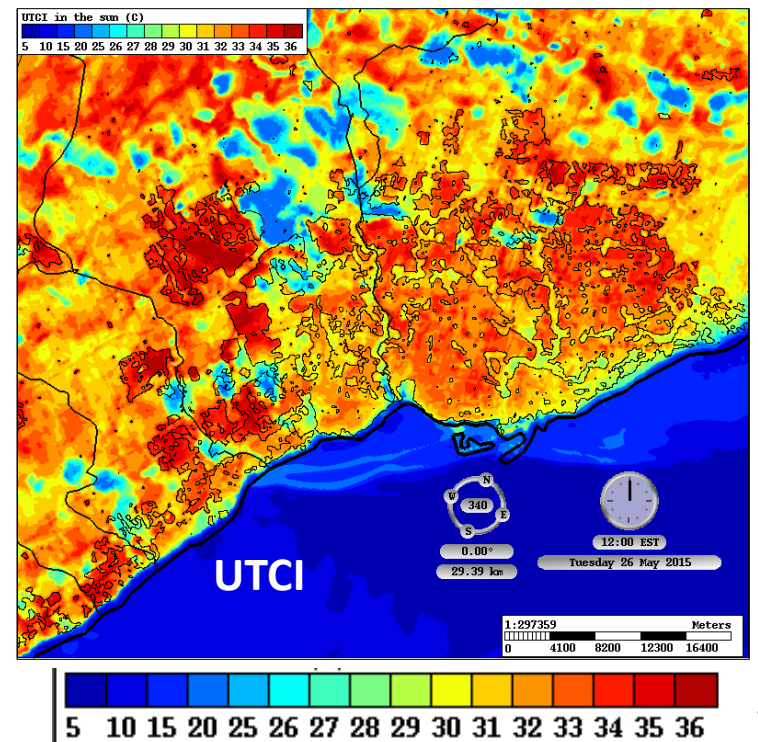 UTCI in the sun (C)
5 10 15 20 25 26 27 28 29 30 31 32 33 34 35 36
N
W 340 E
S
0.00°
29.39 km
12:00 EST
Tuesday 26 May 2015
UTCI
1:297359 Meters
0 4100 8200 12300 16400
5 10 15 20 25 26 27 28 29 30 31 32 33 34 35 36